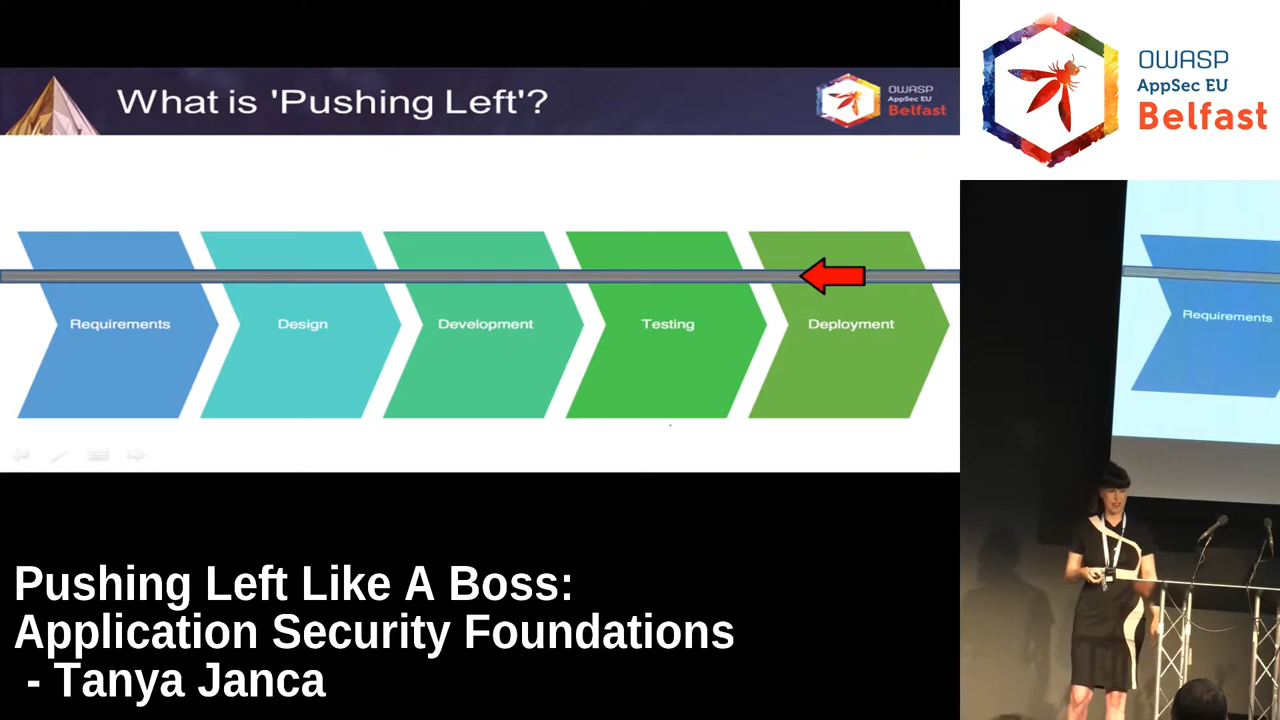 What is 'Pushing Left'?
OWASP
AppSec EU
Belfast
OWASP
AppSec EU
Belfast
Requirements
Design
Development
Testing
Deployment
Requirements
Pushing Left Like A Boss:
Application Security Foundations
- Tanya Janca